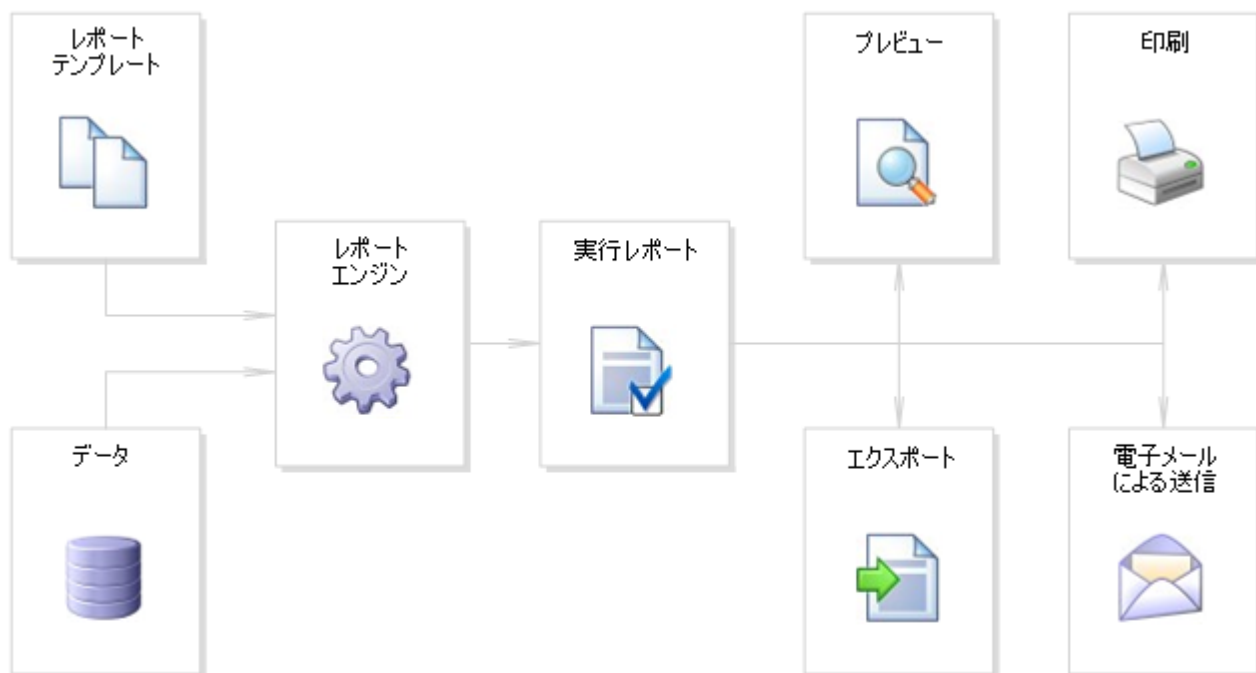 レポート
テンプレート
プレビュー
印刷
レポート
エンジン
実行レポート
データ
エクスポート
電子メール
による送信